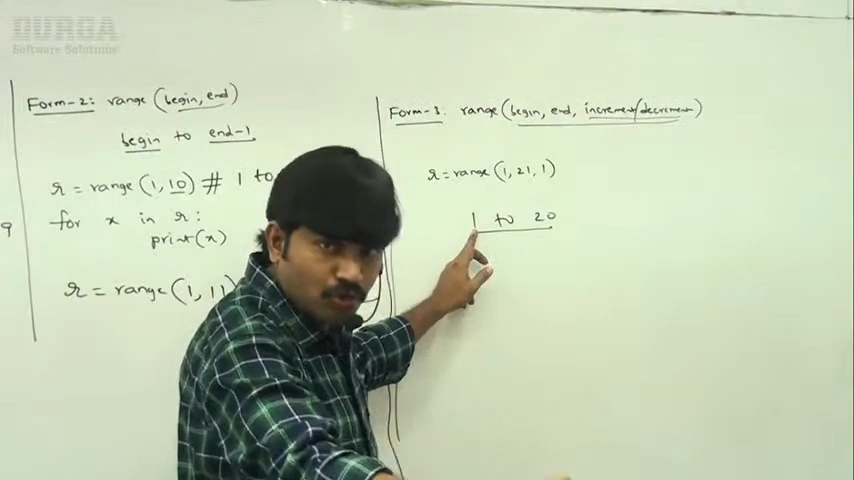 DURGA
Software Solutions
Form-2: range(begin, end)
begin to end-1
r = range(1, 10) # 1 to
for x in r:
print(x)
r = range(1, 11)
9
Form-3: range(begin, end, increment/decrement)
r = range(1, 21, 1)
1 to 20